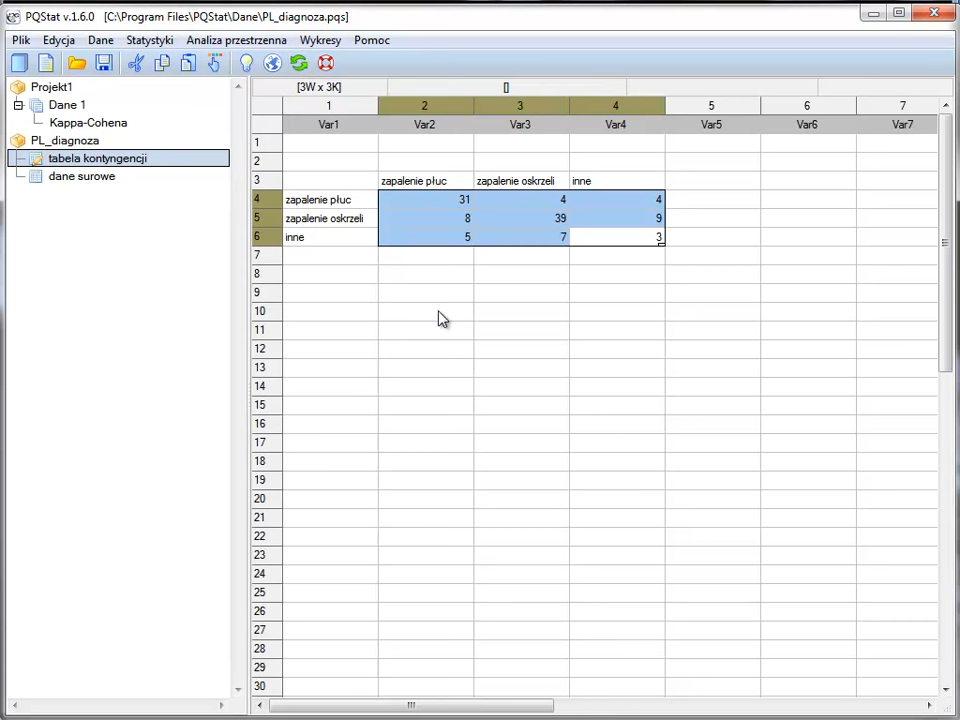 PQStat v.1.6.0 [C:\Program Files\PQStat\Dane\PL_diagnoza.pqs]
Plik Edycja Dane Statystyki Analiza przestrzenna Wykresy Pomoc
Projekt1
Dane 1
Kappa-Cohena
PL_diagnoza
tabela kontyngencji
dane surowe
[3W x 3K] []
1 2 3 4 5 6 7
Var1 Var2 Var3 Var4 Var5 Var6 Var7
1
2
3 zapalenie płuc zapalenie oskrzeli inne
4 zapalenie płuc 31 4 4
5 zapalenie oskrzeli 8 39 9
6 inne 5 7 3
7
8
9
10
11
12
13
14
15
16
17
18
19
20
21
22
23
24
25
26
27
28
29
30